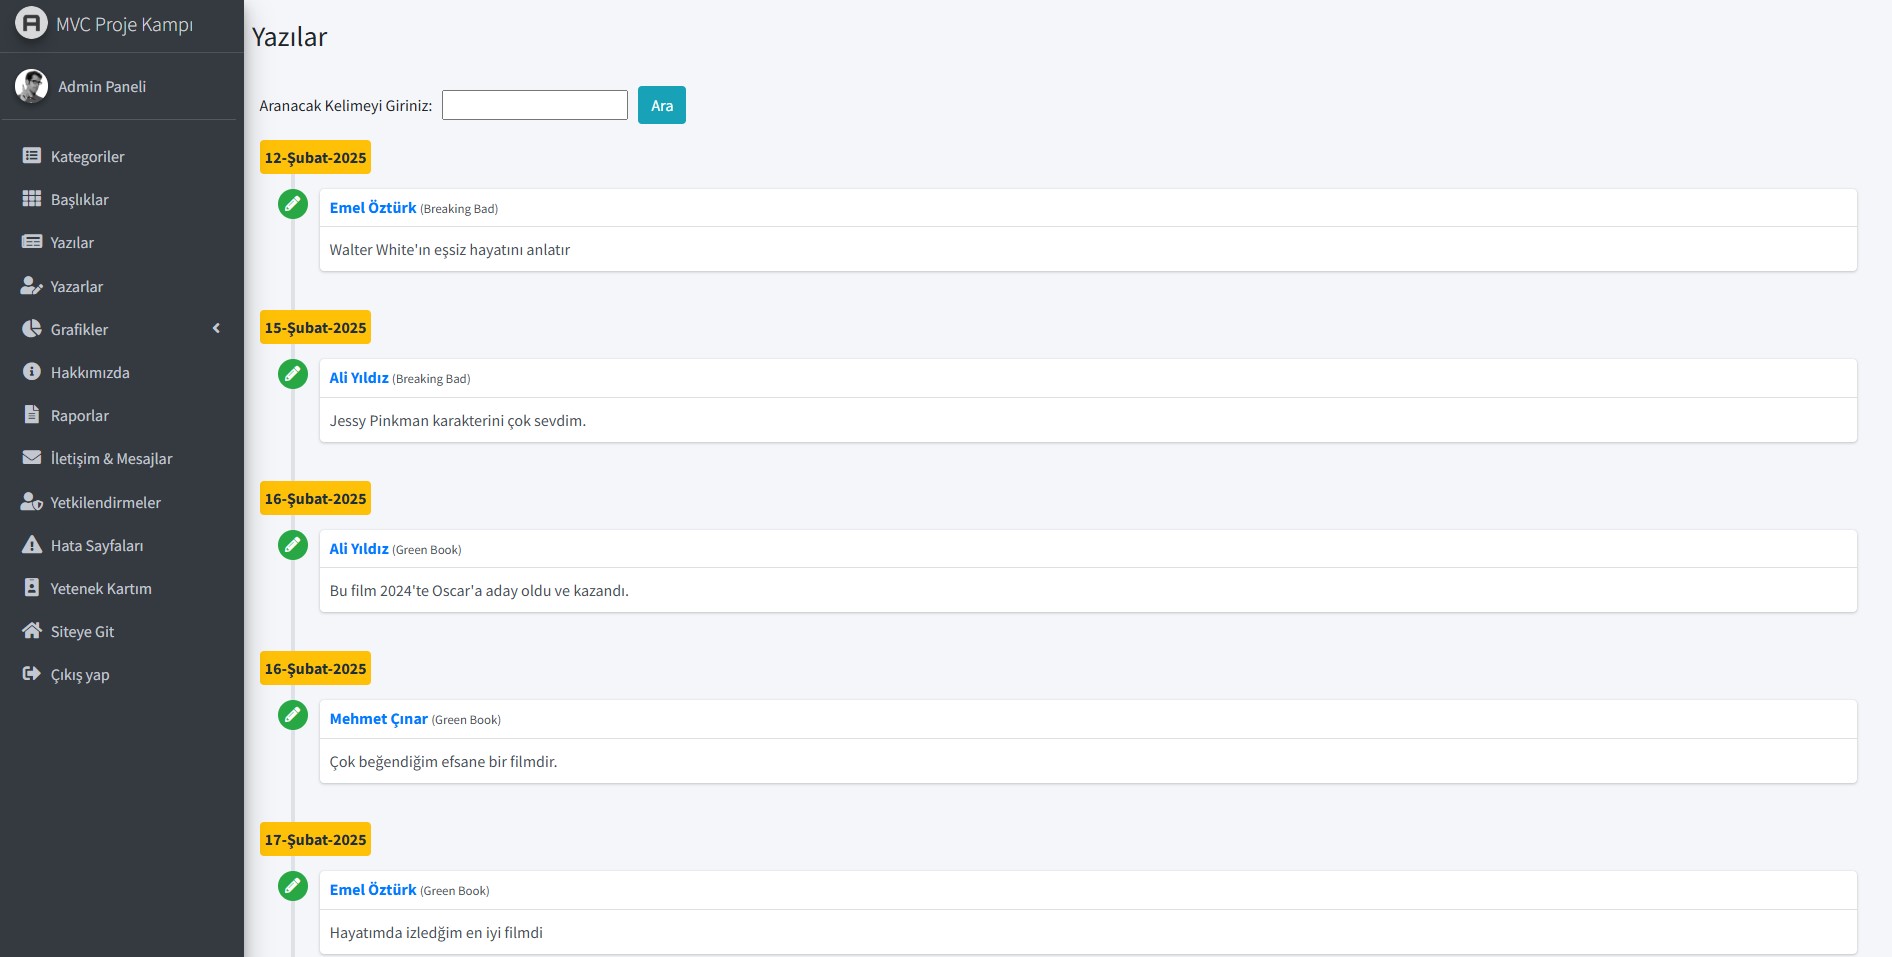 MVC Proje Kampı
Admin Paneli
Kategoriler
Başlıklar
Yazılar
Yazarlar
Grafikler
Hakkımızda
Raporlar
İletişim & Mesajlar
Yetkilendirmeler
Hata Sayfaları
Yetenek Kartım
Siteye Git
Çıkış yap
Yazılar
Aranacak Kelimeyi Giriniz: Ara
12-Şubat-2025
Emel Öztürk (Breaking Bad)
Walter White'ın eşsiz hayatını anlatır
15-Şubat-2025
Ali Yıldız (Breaking Bad)
Jessy Pinkman karakterini çok sevdim.
16-Şubat-2025
Ali Yıldız (Green Book)
Bu film 2024'te Oscar'a aday oldu ve kazandı.
16-Şubat-2025
Mehmet Çınar (Green Book)
Çok beğendiğim efsane bir filmdir.
17-Şubat-2025
Emel Öztürk (Green Book)
Hayatımda izledğim en iyi filmdi